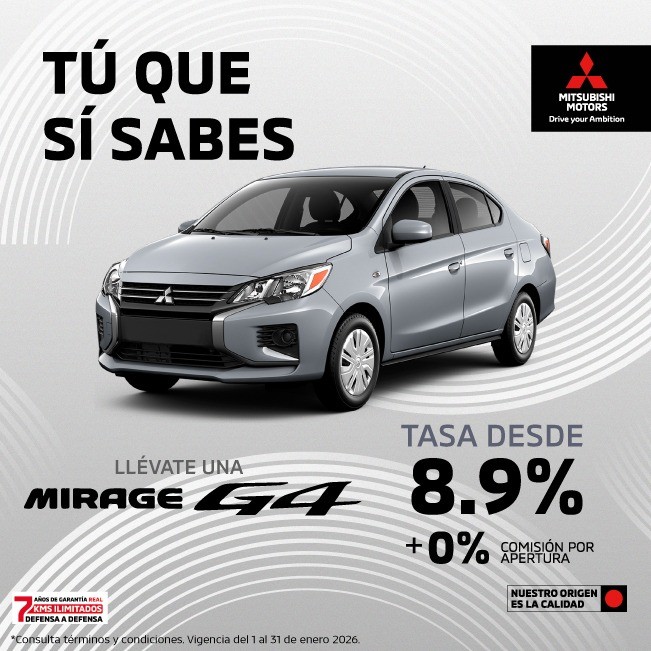 TÚ QUE
SÍ SABES
MITSUBISHI
MOTORS
Drive your Ambition
LLÉVATE UNA
MIRAGE G4
TASA DESDE
8.9%
+0% COMISIÓN POR
APERTURA
7 AÑOS DE GARANTÍA REAL
KMS ILIMITADOS
DEFENSA A DEFENSA
NUESTRO ORIGEN
ES LA CALIDAD
*Consulta términos y condiciones. Vigencia del 1 al 31 de enero 2026.